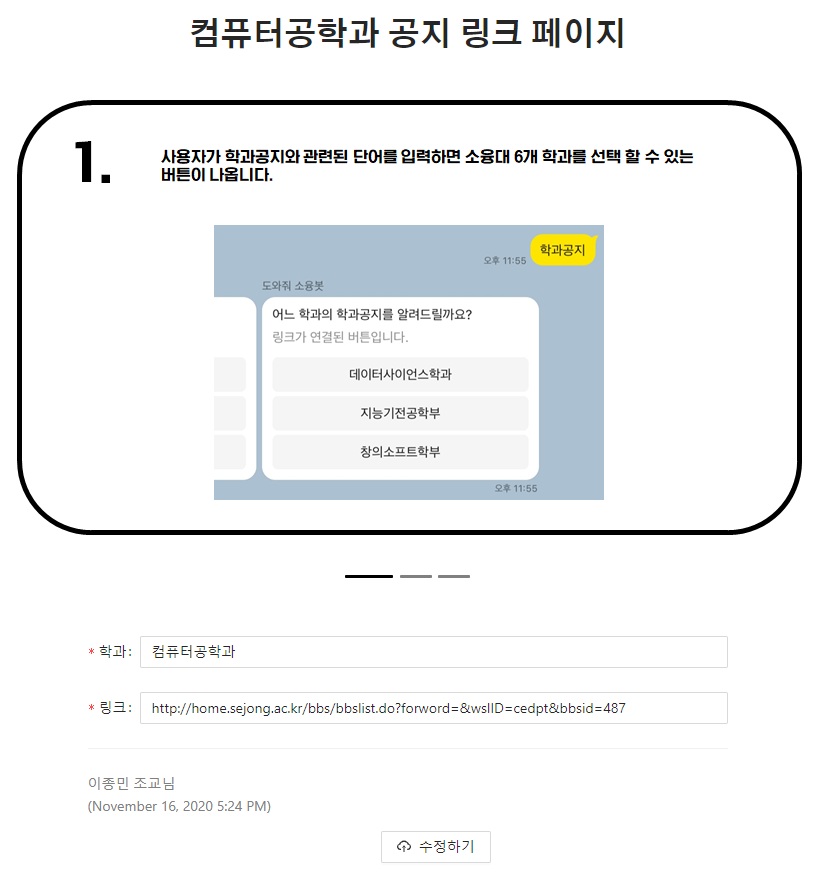 컴퓨터공학과 공지 링크 페이지
1.
사용자가 학과공지와 관련된 단어를 입력하면 소융대 6개 학과를 선택 할 수 있는
버튼이 나옵니다.
학과공지
오후 11:55
도와줘 소융봇
어느 학과의 학과공지를 알려드릴까요?
링크가 연결된 버튼입니다.
데이터사이언스학과
지능기전공학부
창의소프트학부
오후 11:55
* 학과: 컴퓨터공학과
* 링크: http://home.sejong.ac.kr/bbs/bbslist.do?forword=&wslID=cedpt&bbsid=487
이종민 조교님
(November 16, 2020 5:24 PM)
수정하기